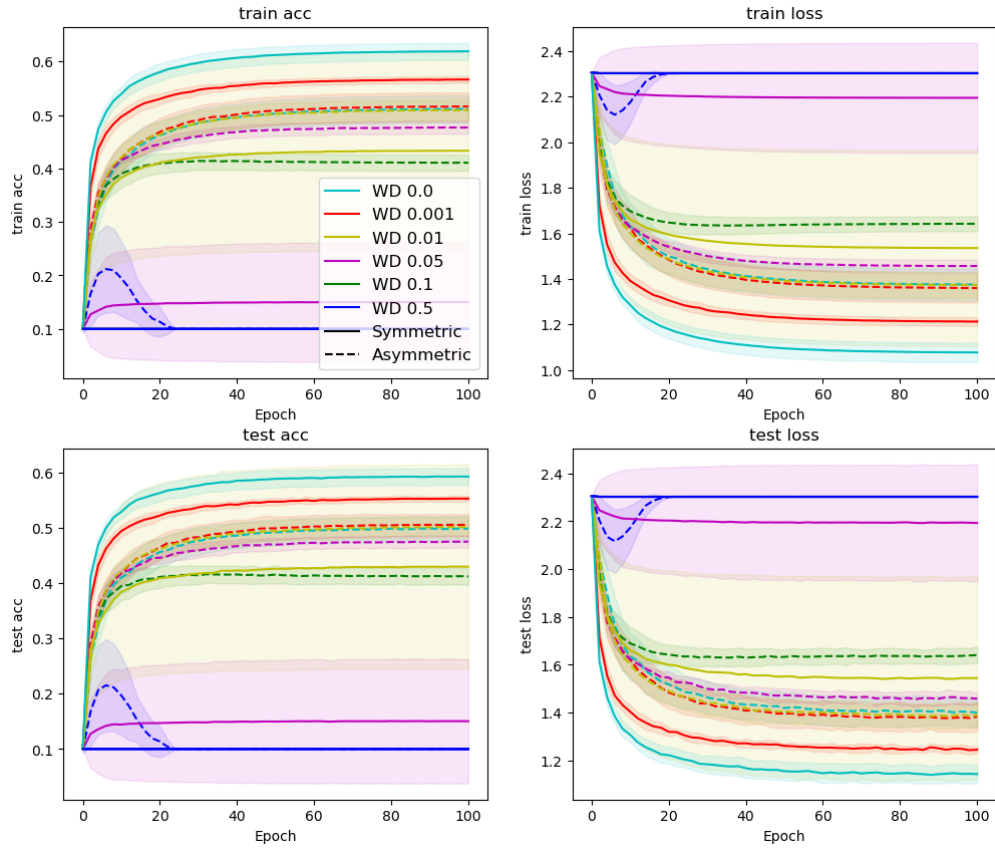 train acc
train acc
0.6
0.5
0.4
0.3
0.2
0.1
0
20
40
60
80
100
Epoch
WD 0.0
WD 0.001
WD 0.01
WD 0.05
WD 0.1
WD 0.5
Symmetric
Asymmetric
train loss
train loss
2.4
2.2
2.0
1.8
1.6
1.4
1.2
1.0
0
20
40
60
80
100
Epoch
test acc
test acc
0.6
0.5
0.4
0.3
0.2
0.1
0
20
40
60
80
100
Epoch
test loss
test loss
2.4
2.2
2.0
1.8
1.6
1.4
1.2
0
20
40
60
80
100
Epoch